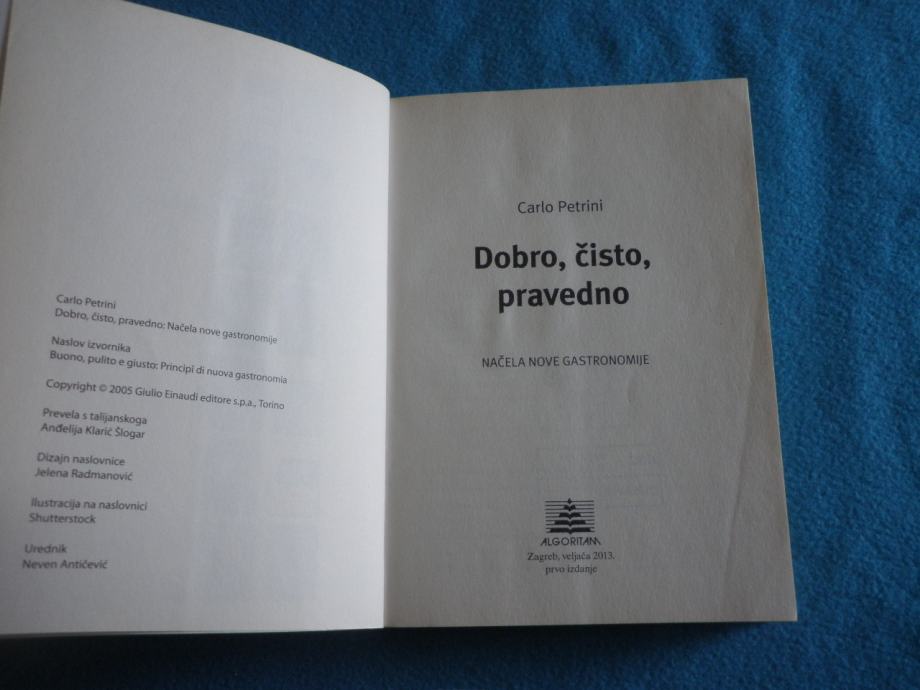 Carlo Petrini
Dobro, čisto, pravedno: Načela nove gastronomije
Naslov izvornika
Buono, pulito e giusto: Principî di nuova gastronomia
Copyright © 2005 Giulio Einaudi editore s.p.a., Torino
Prevela s talijanskoga
Anđelija Klarić Šlogar
Dizajn naslovnice
Jelena Radmanović
Ilustracija na naslovnici
Shutterstock
Urednik
Neven Antičević
Carlo Petrini
Dobro, čisto,
pravedno
NAČELA NOVE GASTRONOMIJE
ALGORITAM
Zagreb, veljača 2013.
prvo izdanje